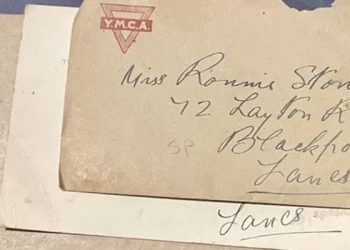 Y.M.C.A.
Miss Ronnie Ston
72 Layton R
Blackpo
Lancs
SP
Lancs